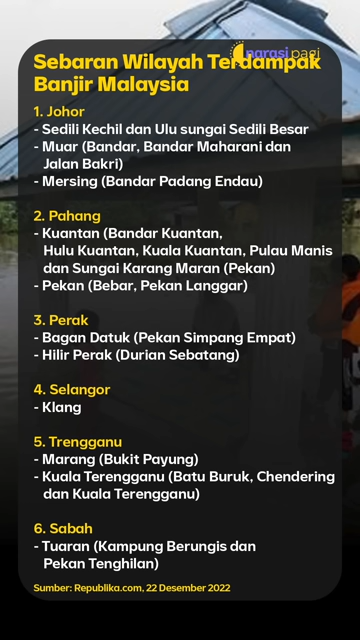 narasi pagi
Sebaran Wilayah Terdampak
Banjir Malaysia
1. Johor
- Sedili Kechil dan Ulu sungai Sedili Besar
- Muar (Bandar, Bandar Maharani dan
Jalan Bakri)
- Mersing (Bandar Padang Endau)
2. Pahang
- Kuantan (Bandar Kuantan,
Hulu Kuantan, Kuala Kuantan, Pulau Manis
dan Sungai Karang Maran (Pekan)
- Pekan (Bebar, Pekan Langgar)
3. Perak
- Bagan Datuk (Pekan Simpang Empat)
- Hilir Perak (Durian Sebatang)
4. Selangor
- Klang
5. Trengganu
- Marang (Bukit Payung)
- Kuala Terengganu (Batu Buruk, Chendering
dan Kuala Terengganu)
6. Sabah
- Tuaran (Kampung Berungis dan
Pekan Tenghilan)
Sumber: Republika.com, 22 Desember 2022